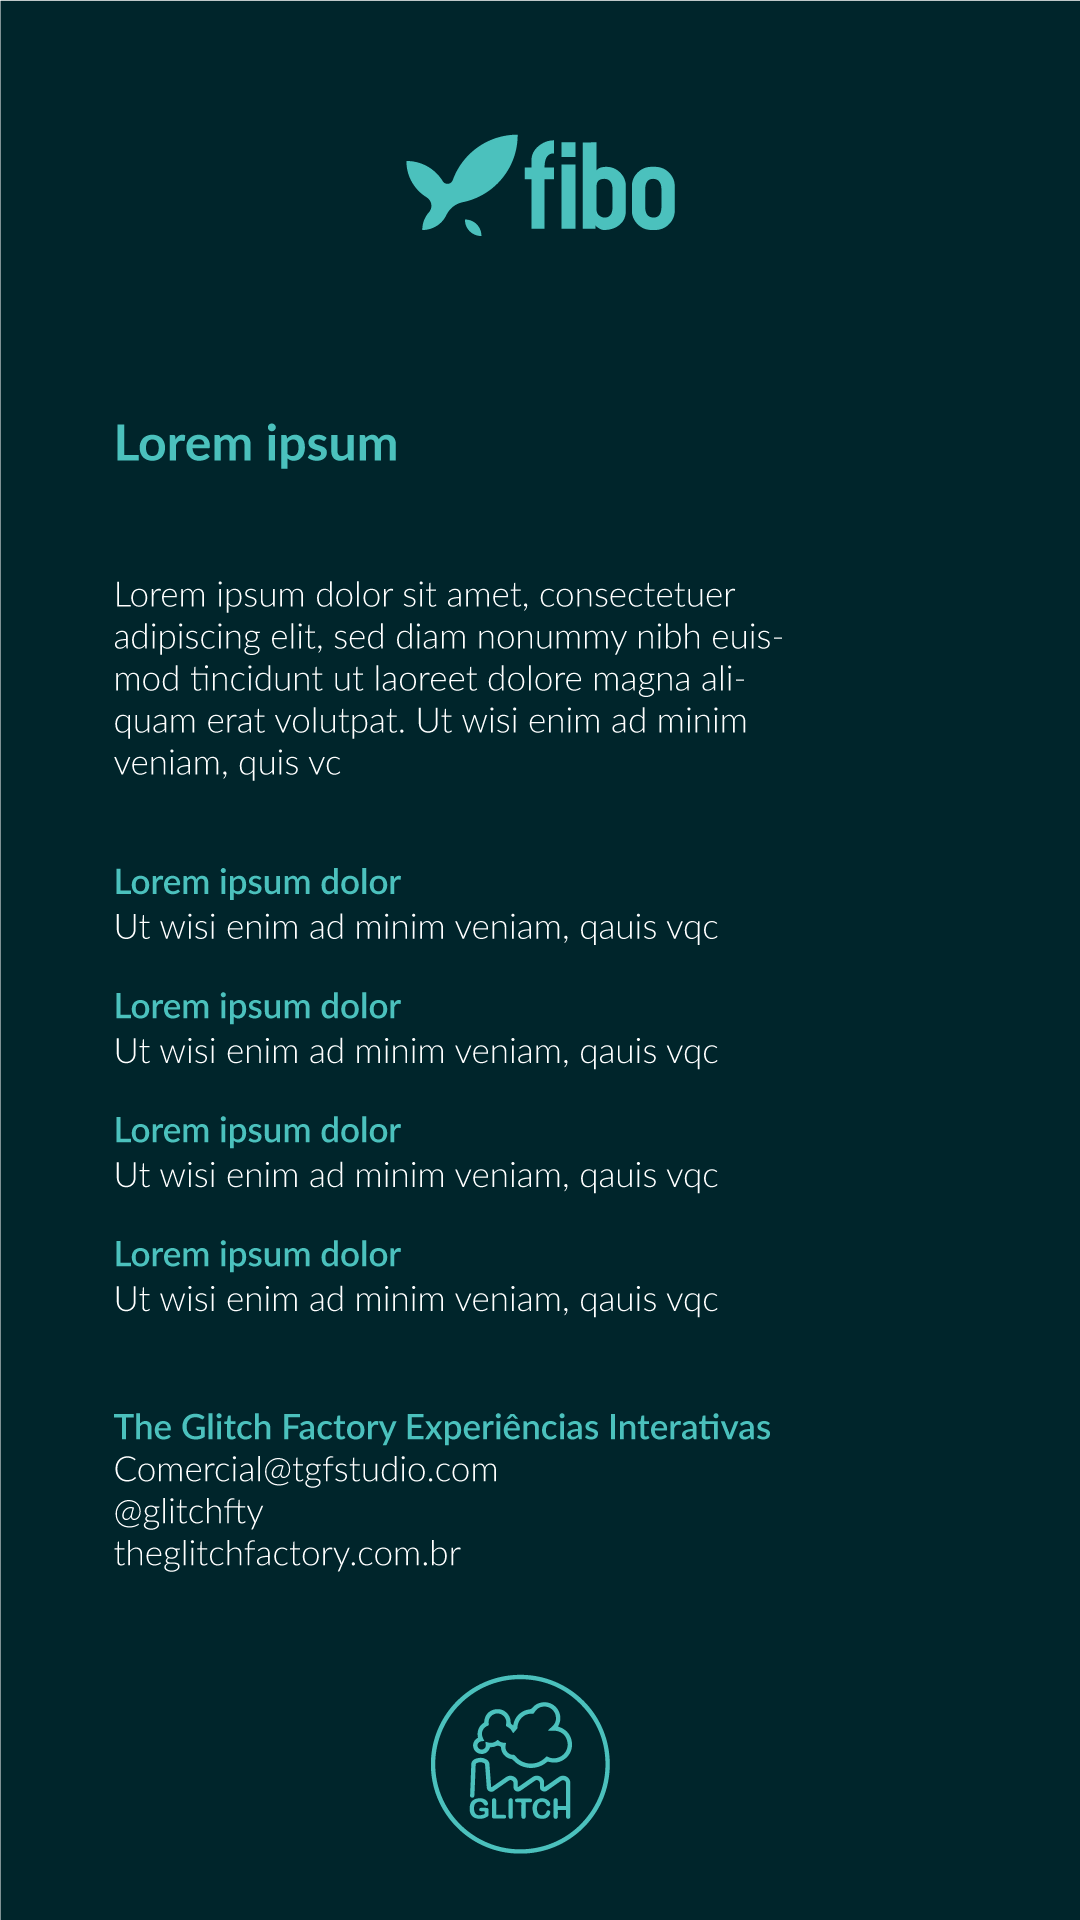 fibo
Lorem ipsum
Lorem ipsum dolor sit amet, consectetuer
adipiscing elit, sed diam nonummy nibh euis-
mod tincidunt ut laoreet dolore magna ali-
quam erat volutpat. Ut wisi enim ad minim
veniam, quis vc
Lorem ipsum dolor
Ut wisi enim ad minim veniam, qauis vqc
Lorem ipsum dolor
Ut wisi enim ad minim veniam, qauis vqc
Lorem ipsum dolor
Ut wisi enim ad minim veniam, qauis vqc
Lorem ipsum dolor
Ut wisi enim ad minim veniam, qauis vqc
The Glitch Factory Experiências Interativas
Comercial@tgfstudio.com
@glitchfty
theglitchfactory.com.br
GLITCH